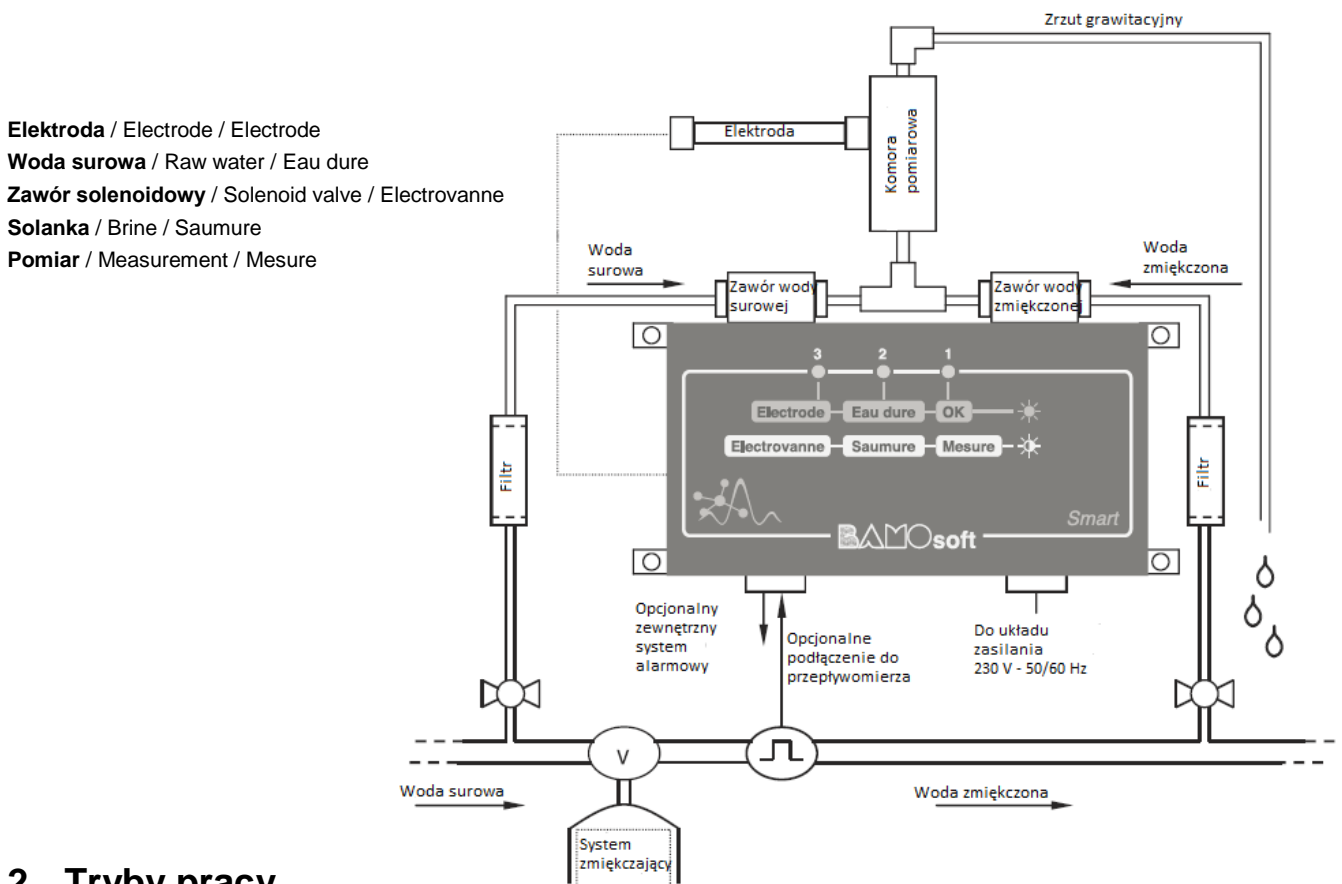 Zrzut grawitacyjny
Elektroda / Electrode / Electrode
Woda surowa / Raw water / Eau dure
Zawór solenoidowy / Solenoid valve / Electrovanne
Solanka / Brine / Saumure
Pomiar / Measurement / Mesure
Elektroda
Komora
pomiarowa
Woda
surowa
Woda
zmiękczona
Zawór wody
surowej
Zawór wody
zmiękczonej
3 2 1
Electrode Eau dure OK
Electrovanne Saumure Mesure
Smart
BAMOsoft
Filtr
Filtr
Opcjonalny
zewnętrzny
system
alarmowy
Opcjonalne
podłączenie do
przepływomierza
Do układu
zasilania
230 V - 50/60 Hz
V
Woda surowa
Woda zmiękczona
System
zmiękczający
2 Tryby pracy